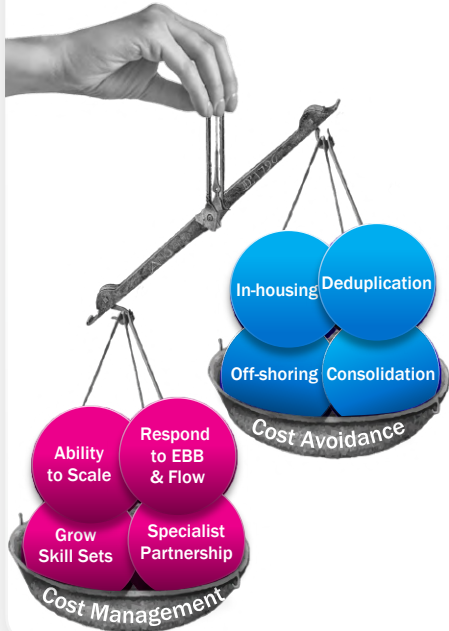 In-housing
Deduplication
Off-shoring
Consolidation
Cost Avoidance
Ability
to Scale
Respond
to EBB
& Flow
Grow
Skill Sets
Specialist
Partnership
Cost Management